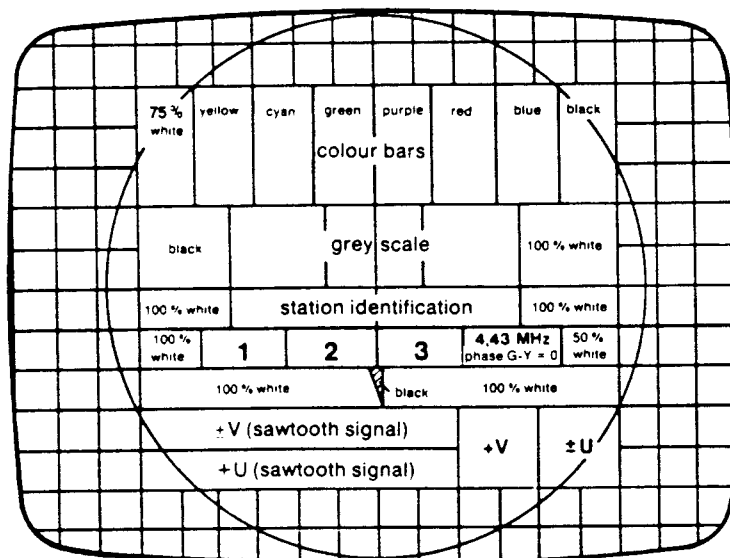 75 %
white
yellow
cyan
green
purple
red
blue
black
colour bars
black
grey scale
100 % white
100 % white
station identification
100 % white
100 %
white
1
2
3
4,43 MHz
phase G-Y = 0
50 %
white
100 % white
black
100 % white
±V (sawtooth signal)
+U (sawtooth signal)
+V
±U